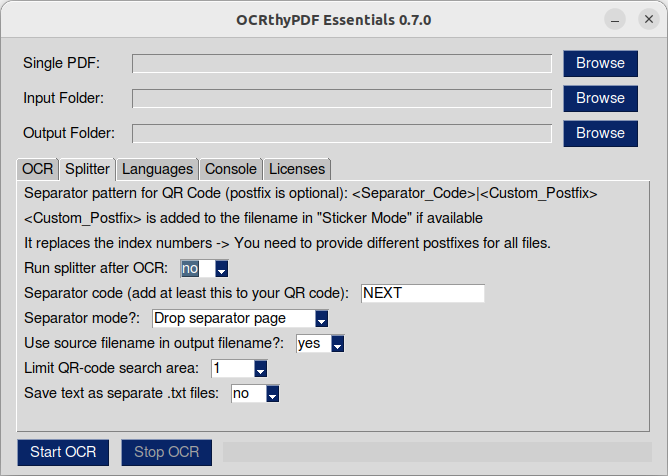 OCRthyPDF Essentials 0.7.0
Single PDF: Browse
Input Folder: Browse
Output Folder: Browse
OCR Splitter Languages Console Licenses
Separator pattern for QR Code (postfix is optional): <Separator_Code>|<Custom_Postfix>
<Custom_Postfix> is added to the filename in "Sticker Mode" if available
It replaces the index numbers -> You need to provide different postfixes for all files.
Run splitter after OCR: no
Separator code (add at least this to your QR code): NEXT
Separator mode?: Drop separator page
Use source filename in output filename?: yes
Limit QR-code search area: 1
Save text as separate .txt files: no
Start OCR Stop OCR